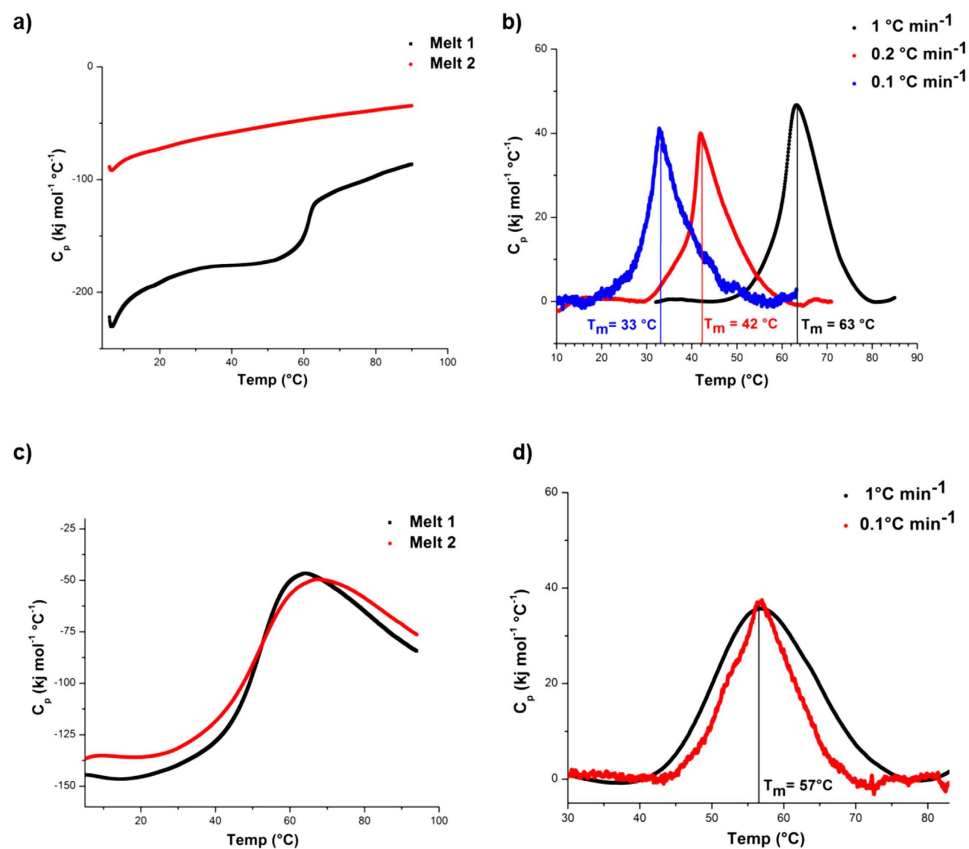 a)
Melt 1
Melt 2
0
-100
-200
C_p (kj mol⁻¹ °C⁻¹)
20 40 60 80 100
Temp (°C)
b)
1 °C min⁻¹
0.2 °C min⁻¹
0.1 °C min⁻¹
60
40
20
0
C_p (kj mol⁻¹ °C⁻¹)
T_m= 33 °C T_m= 42 °C T_m= 63 °C
10 20 30 40 50 60 70 80 90
Temp (°C)
c)
Melt 1
Melt 2
-25
-50
-75
-100
-125
-150
C_p (kj mol⁻¹ °C⁻¹)
20 40 60 80 100
Temp (°C)
d)
1°C min⁻¹
0.1°C min⁻¹
60
40
20
0
C_p (kj mol⁻¹ °C⁻¹)
T_m= 57°C
30 40 50 60 70 80
Temp (°C)